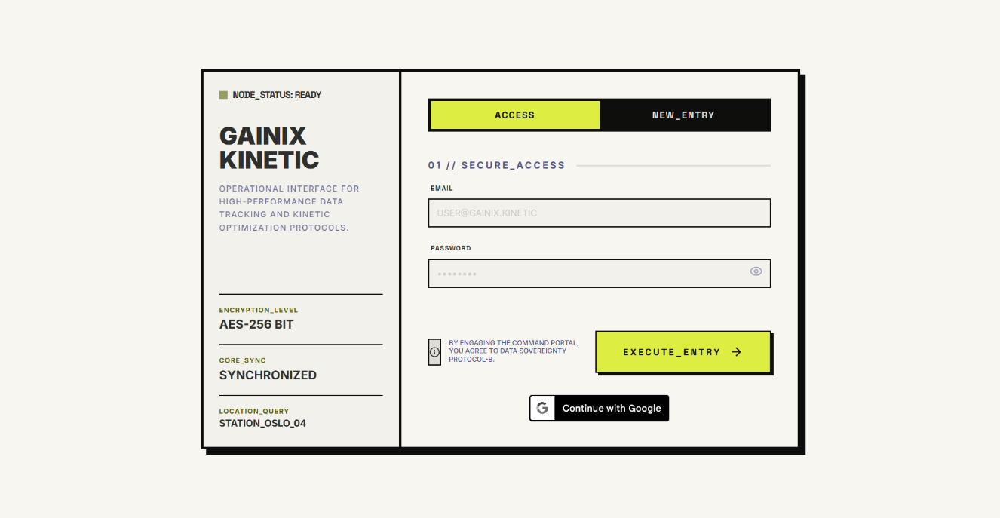 NODE_STATUS: READY
GAINIX
KINETIC
OPERATIONAL INTERFACE FOR
HIGH-PERFORMANCE DATA
TRACKING AND KINETIC
OPTIMIZATION PROTOCOLS.
ENCRYPTION_LEVEL
AES-256 BIT
CORE_SYNC
SYNCHRONIZED
LOCATION_QUERY
STATION_OSLO_04
ACCESS
NEW_ENTRY
01 // SECURE_ACCESS
EMAIL
USER@GAINIX.KINETIC
PASSWORD
••••••••
BY ENGAGING THE COMMAND PORTAL,
YOU AGREE TO DATA SOVEREIGNTY
PROTOCOL-B.
EXECUTE_ENTRY
G
Continue with Google